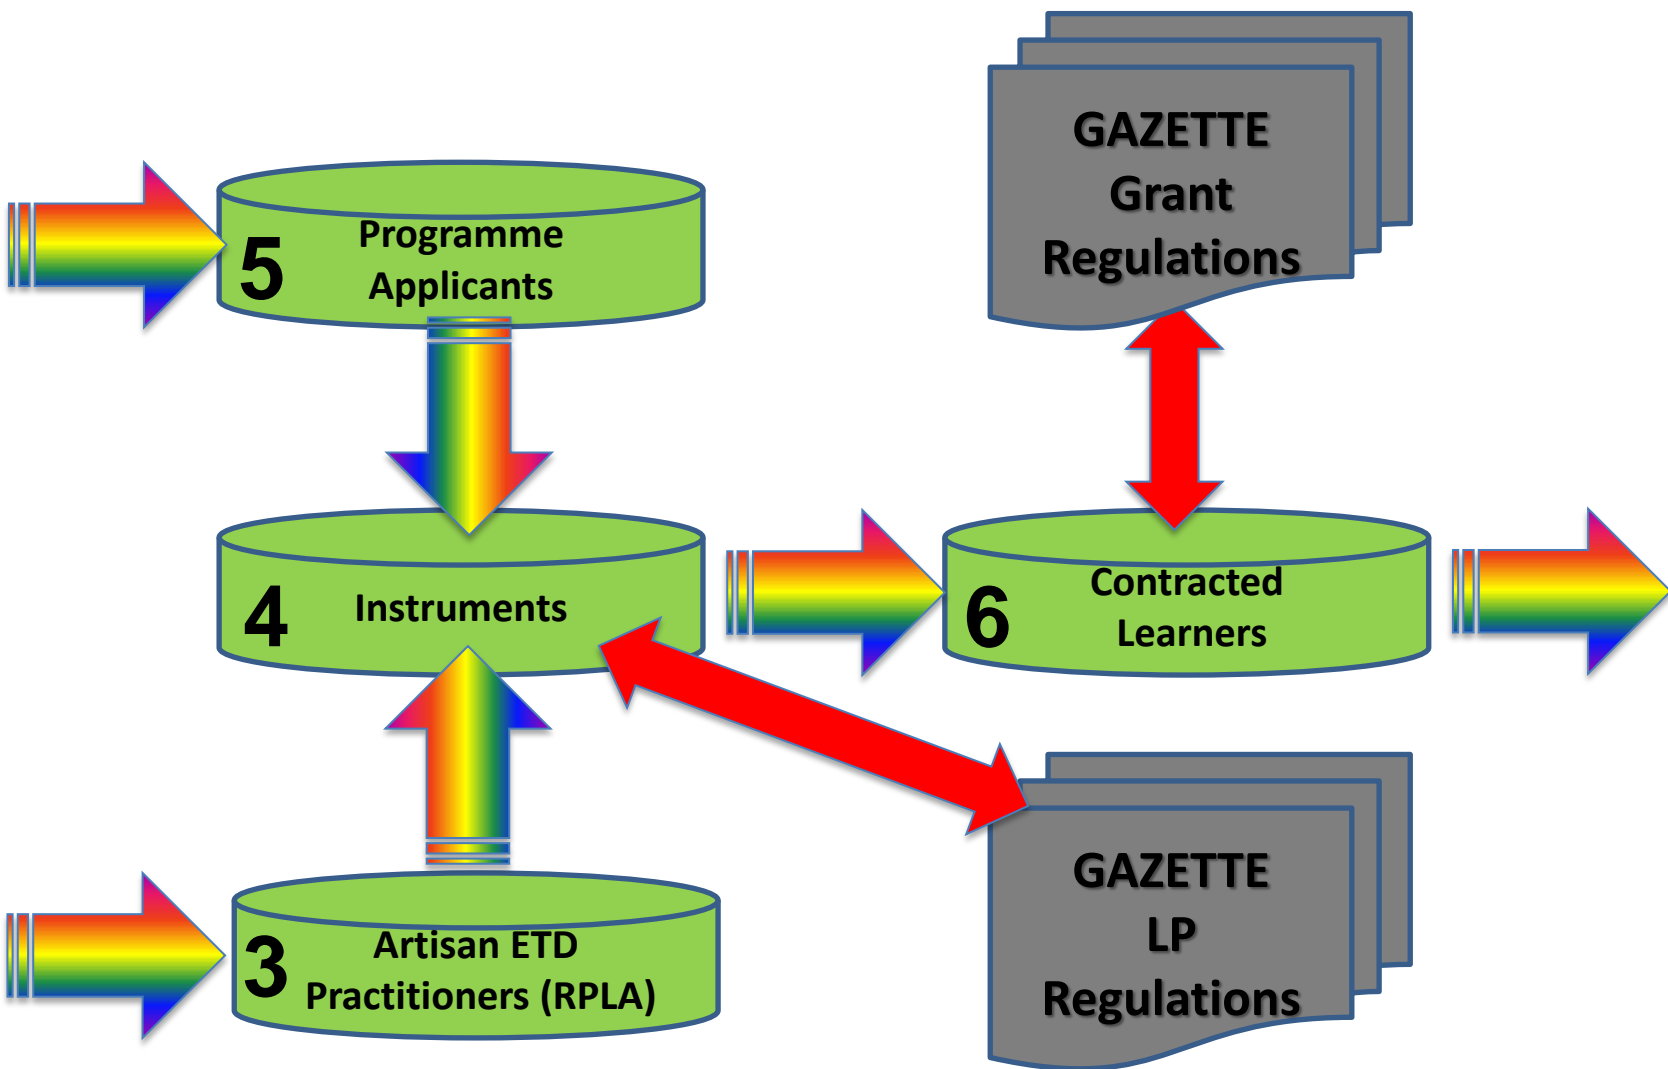 GAZETTE
Grant
Regulations
5
Programme
Applicants
4
Instruments
6
Contracted
Learners
3
Artisan ETD
Practitioners (RPLA)
GAZETTE
LP
Regulations